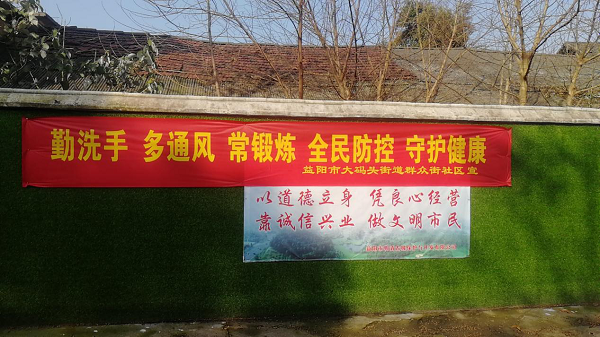 勤洗手 多通风 常锻炼 全民防控 守护健康
益阳市大码头街道群众街社区宣
以道德立身 凭良心经营
靠诚信兴业 做文明市民